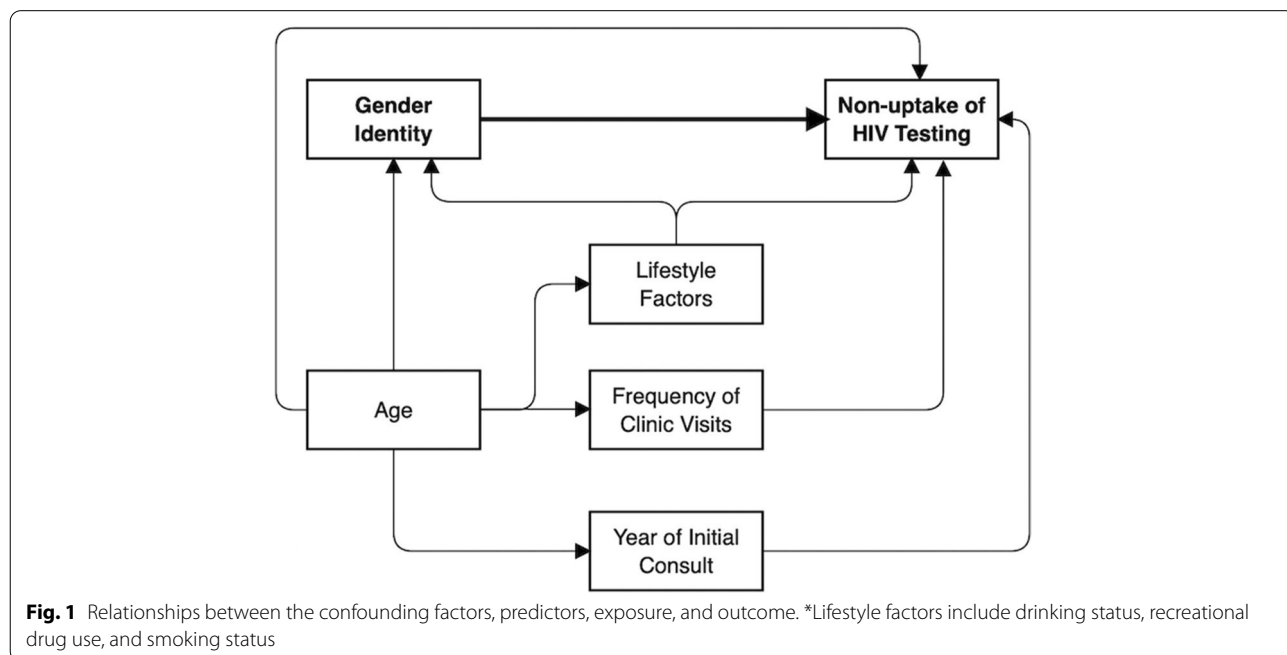 Gender
Identity
Non-uptake of
HIV Testing
Lifestyle
Factors
Age
Frequency of
Clinic Visits
Year of Initial
Consult
Fig. 1 Relationships between the confounding factors, predictors, exposure, and outcome. *Lifestyle factors include drinking status, recreational
drug use, and smoking status